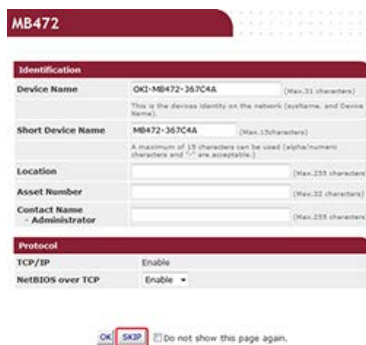 MB472
Identification
Device Name OKI-MB472-367C4A (Max.31 characters)
This is the devices identity on the network (sysName, and Device
Name).
Short Device Name MB472-367C4A (Max.15characters)
A maximum of 15 characters can be used (alpha/numeric
characters and "-" are acceptable.)
Location (Max.255 characters
Asset Number (Max.32 characters
Contact Name (Max.255 characters
- Administrator
Protocol
TCP/IP Enable
NetBIOS over TCP Enable
OK SKIP Do not show this page again.